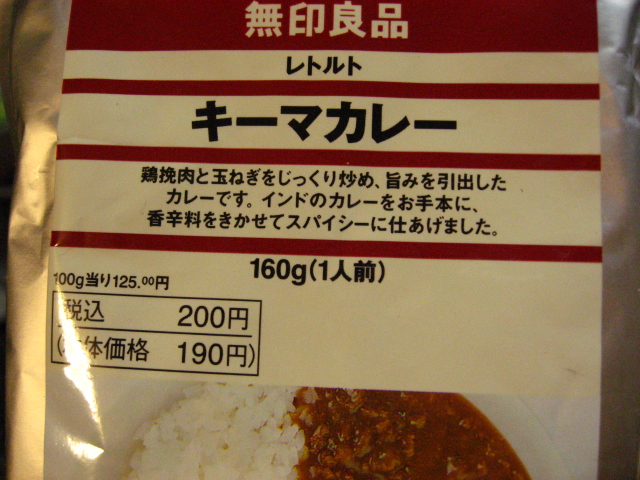 無印良品
レトルト
キーマカレー
鶏挽肉と玉ねぎをじっくり炒め、旨みを引出した
カレーです。インドのカレーをお手本に、
香辛料をきかせてスパイシーに仕あげました。
160g(1人前)
100g当り125.00円
税込 200円
(本体価格 190円)